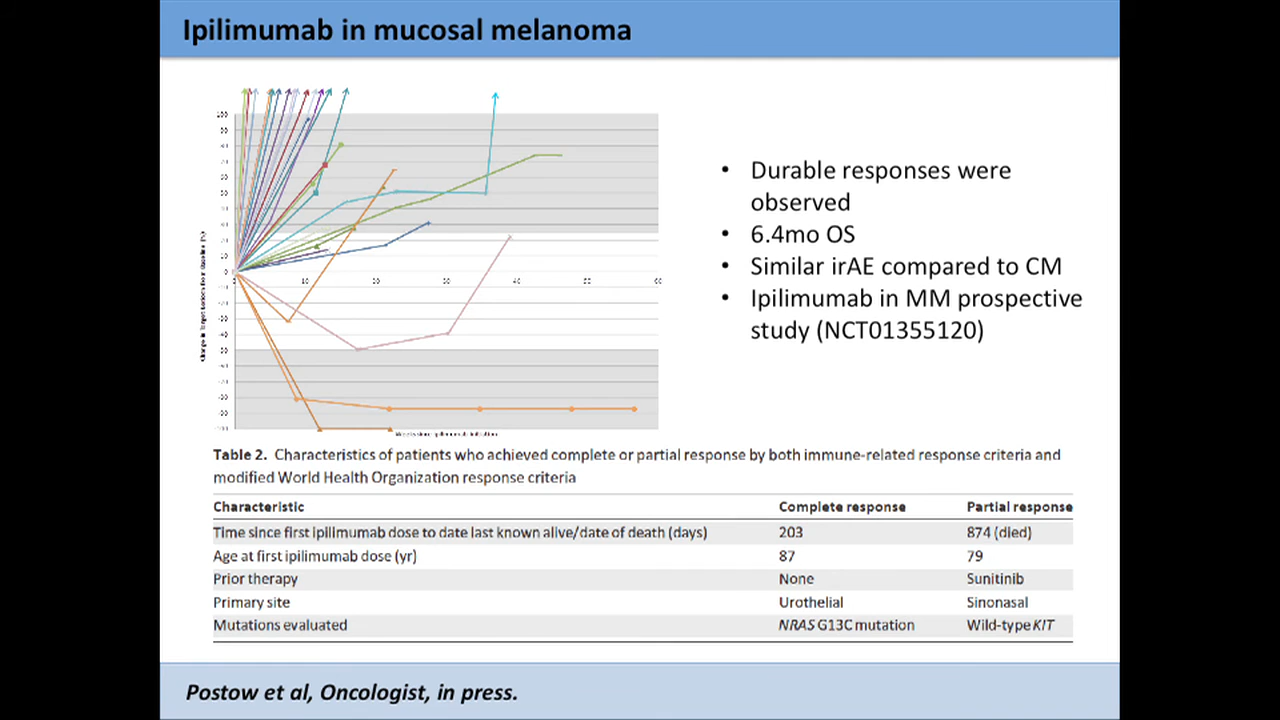 Ipilimumab in mucosal melanoma
• Durable responses were
observed
• 6.4mo OS
• Similar irAE compared to CM
• Ipilimumab in MM prospective
study (NCT01355120)
Table 2. Characteristics of patients who achieved complete or partial response by both immune-related response criteria and
modified World Health Organization response criteria
Characteristic Complete response Partial response
Time since first ipilimumab dose to date last known alive/date of death (days) 203 874 (died)
Age at first ipilimumab dose (yr) 87 79
Prior therapy None Sunitinib
Primary site Urothelial Sinonasal
Mutations evaluated NRAS G13C mutation Wild-type KIT
Postow et al, Oncologist, in press.